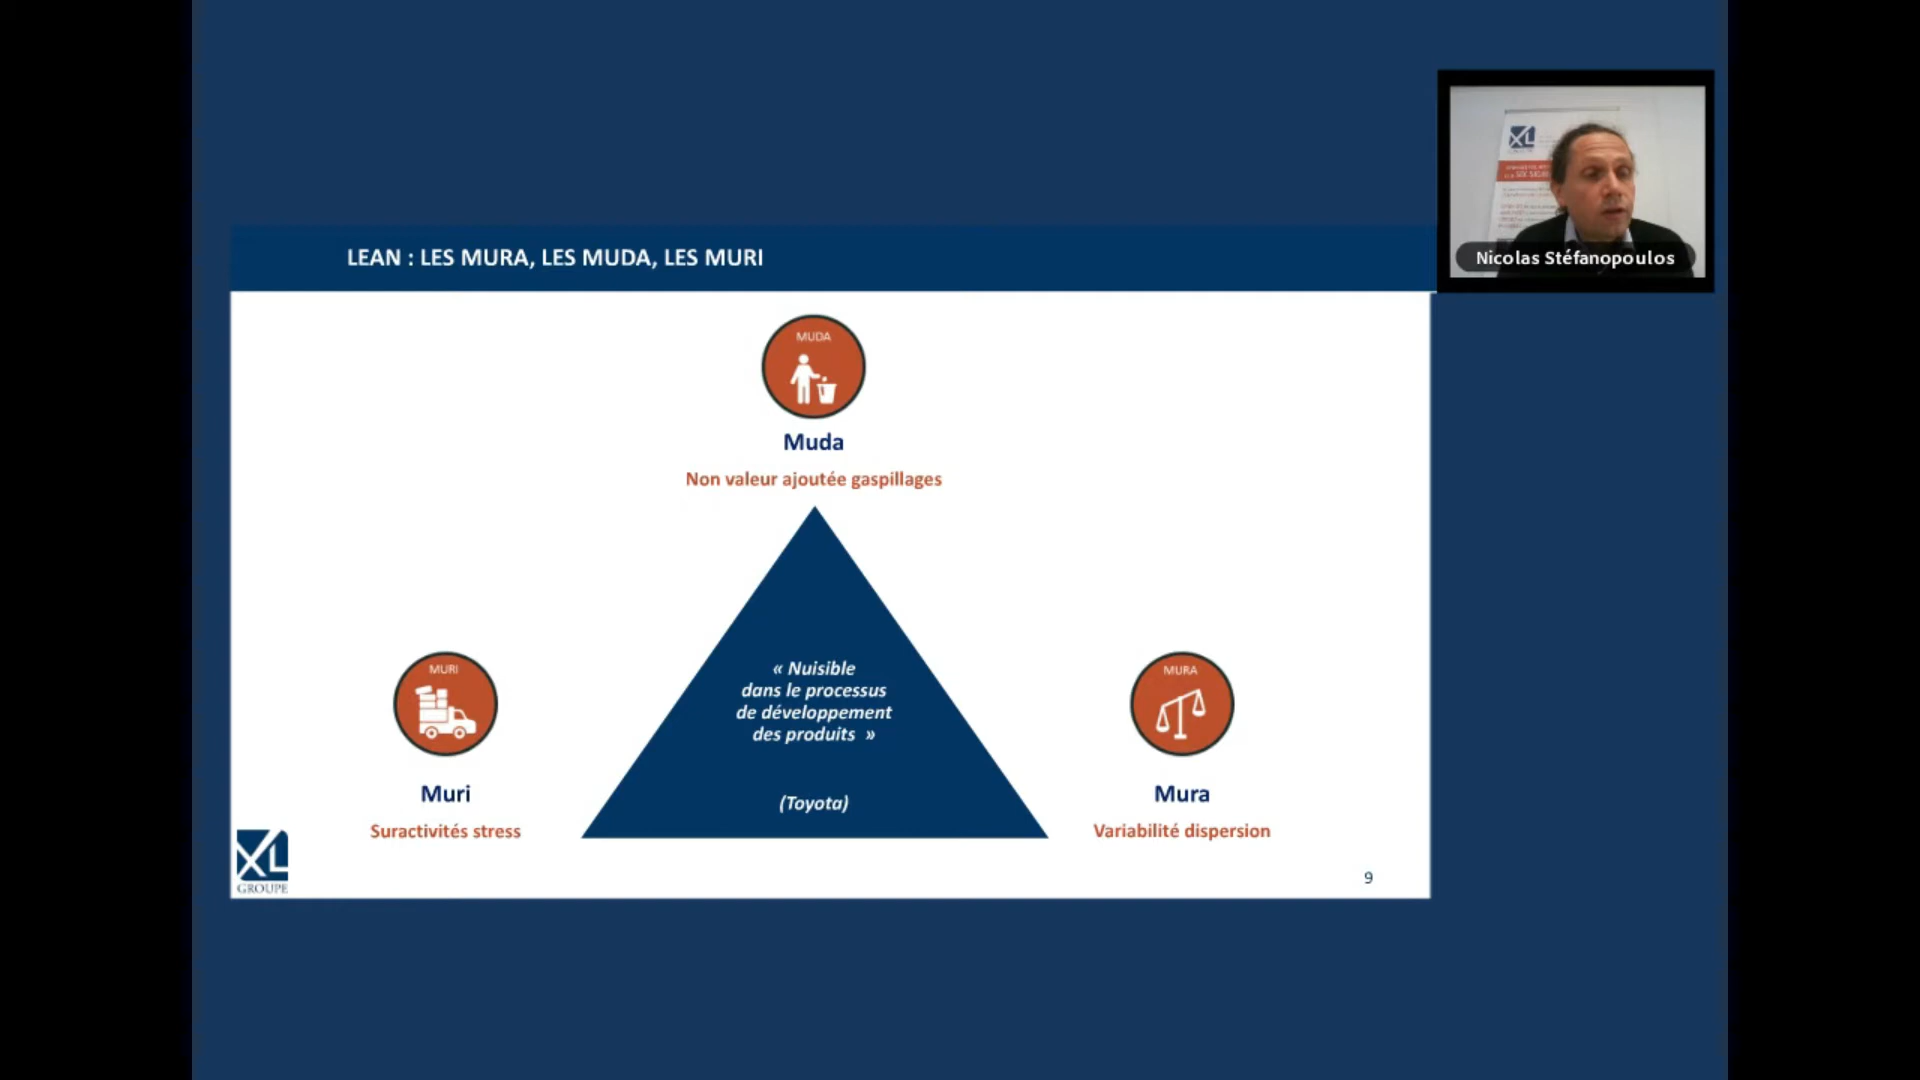 LEAN : LES MURA, LES MUDA, LES MURI
XL
Nicolas Stéfanopoulos
MUDA
Muda
Non valeur ajoutée gaspillages
« Nuisible
dans le processus
de développement
des produits »
(Toyota)
MURI
Muri
Suractivités stress
MURA
Mura
Variabilité dispersion
XL
GROUPE
9